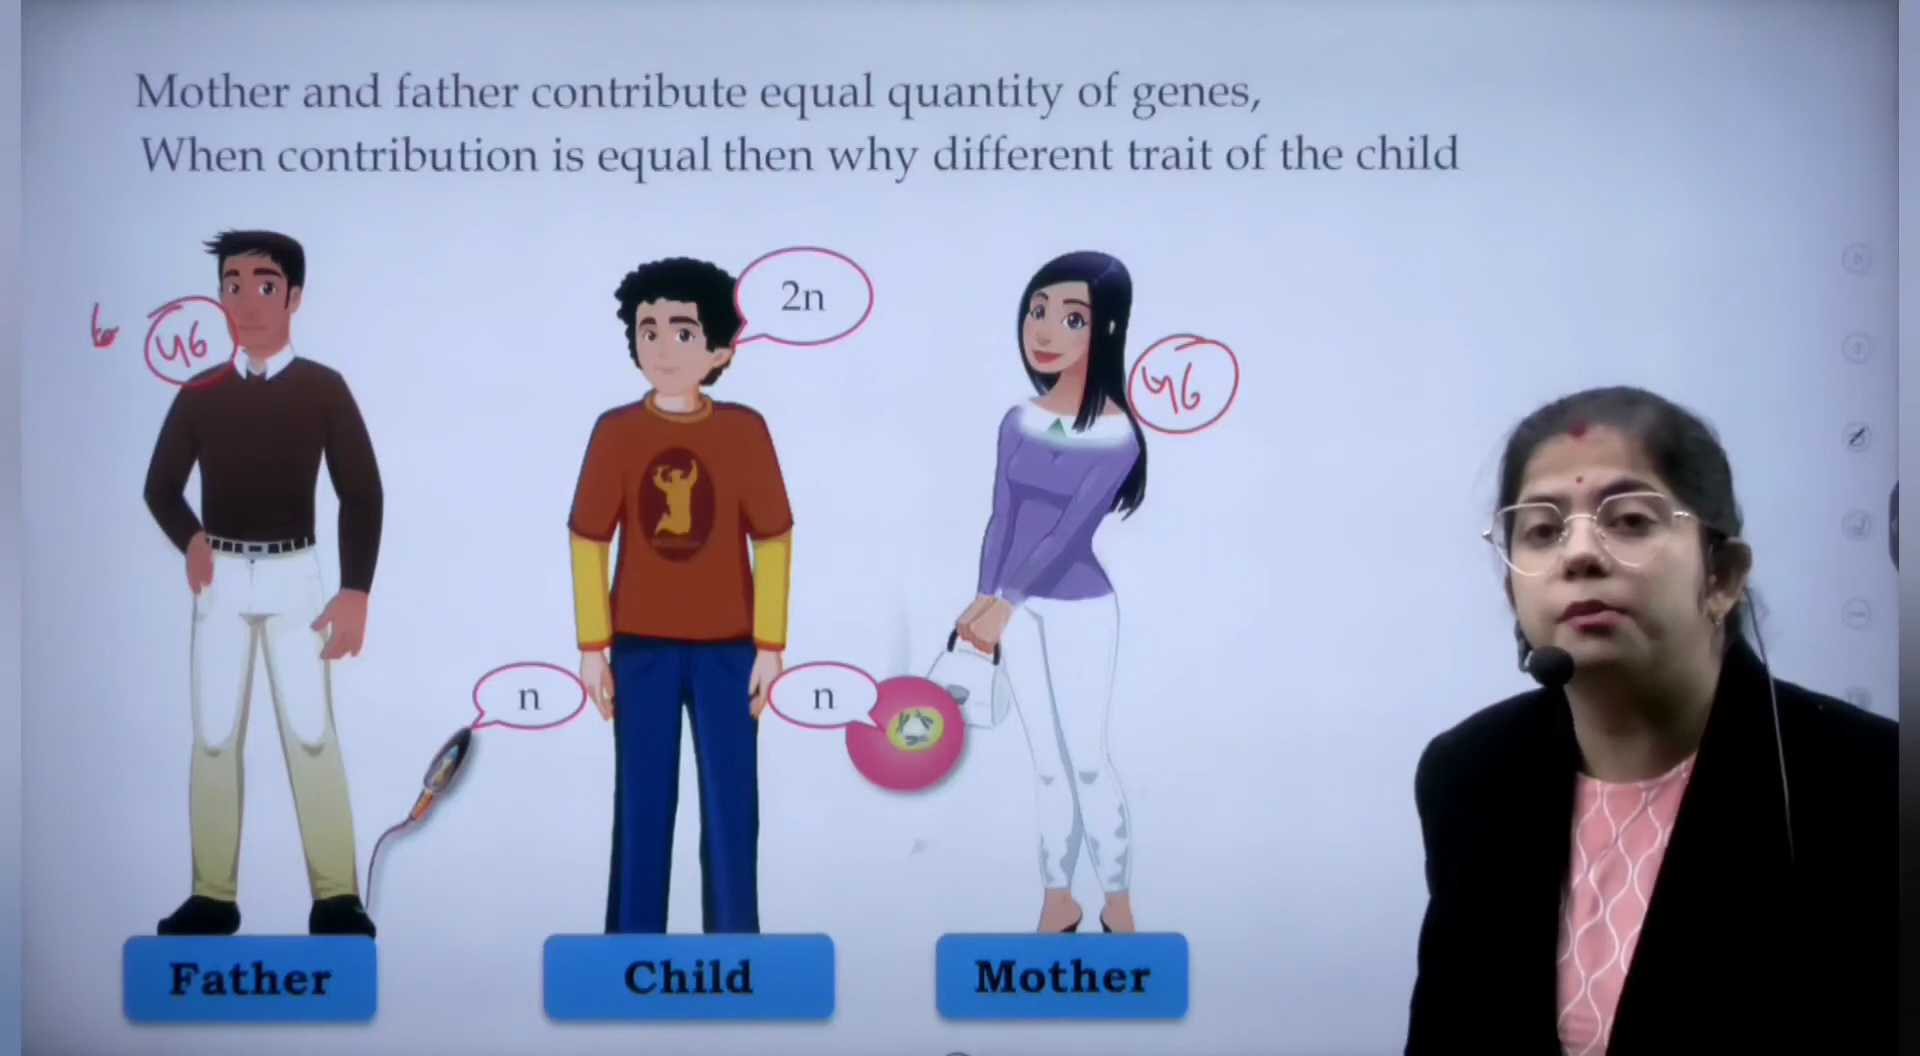 Mother and father contribute equal quantity of genes,
When contribution is equal then why different trait of the child
2n
46
46
n
n
Father
Child
Mother